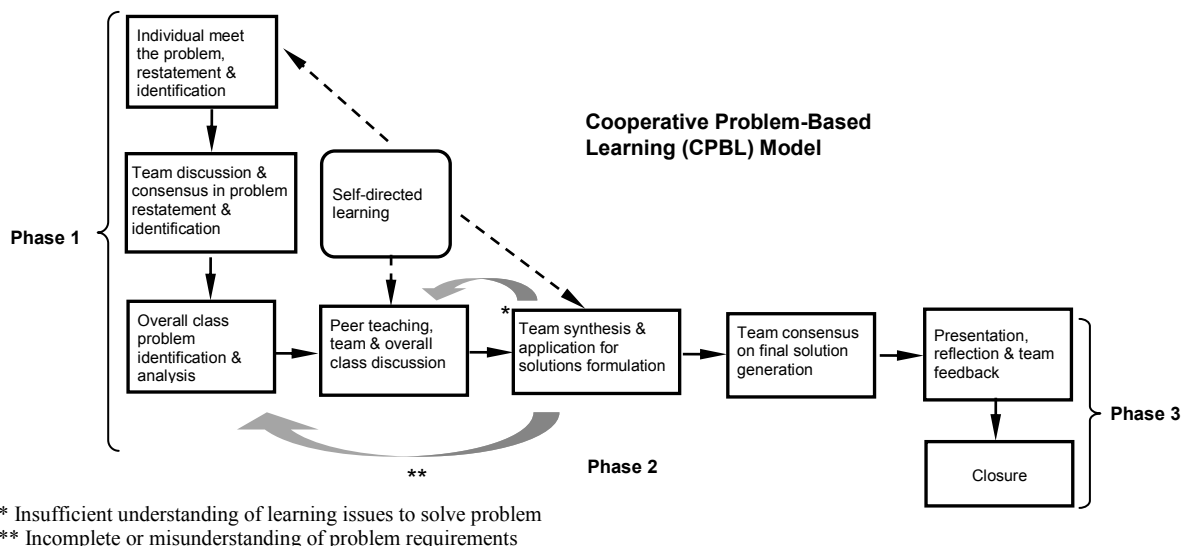 Individual meet
the problem,
restatement &
identification
Cooperative Problem-Based
Learning (CPBL) Model
Team discussion &
consensus in problem
restatement &
identification
Self-directed
learning
Phase 1
Overall class
problem
identification &
analysis
Peer teaching,
team & overall
class discussion
*
Team synthesis &
application for
solutions formulation
Team consensus
on final solution
generation
Presentation,
reflection & team
feedback
Phase 3
**
Phase 2
Closure
* Insufficient understanding of learning issues to solve problem
** Incomplete or misunderstanding of problem requirements